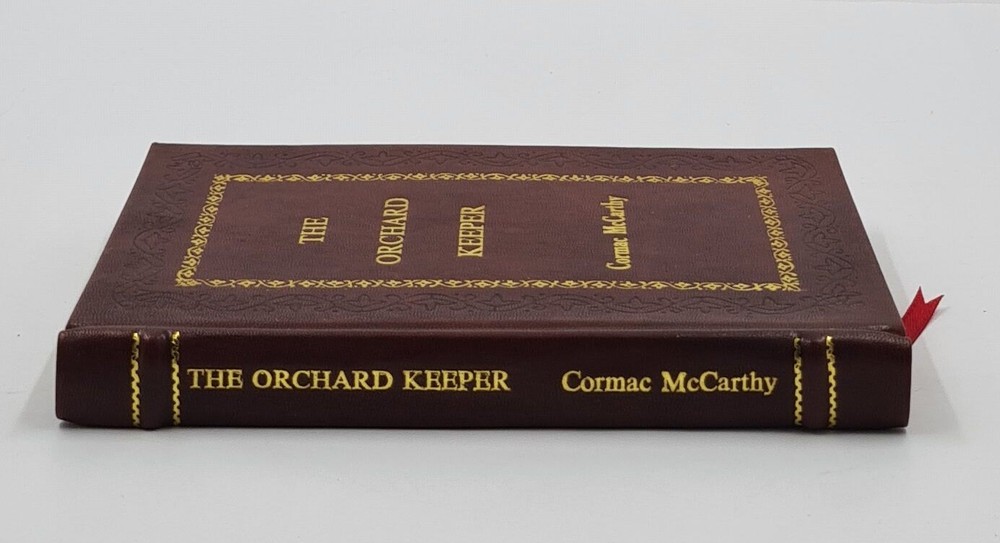 THE
ORCHARD
KEEPER
Cormac McCarthy
THE ORCHARD KEEPER Cormac McCarthy